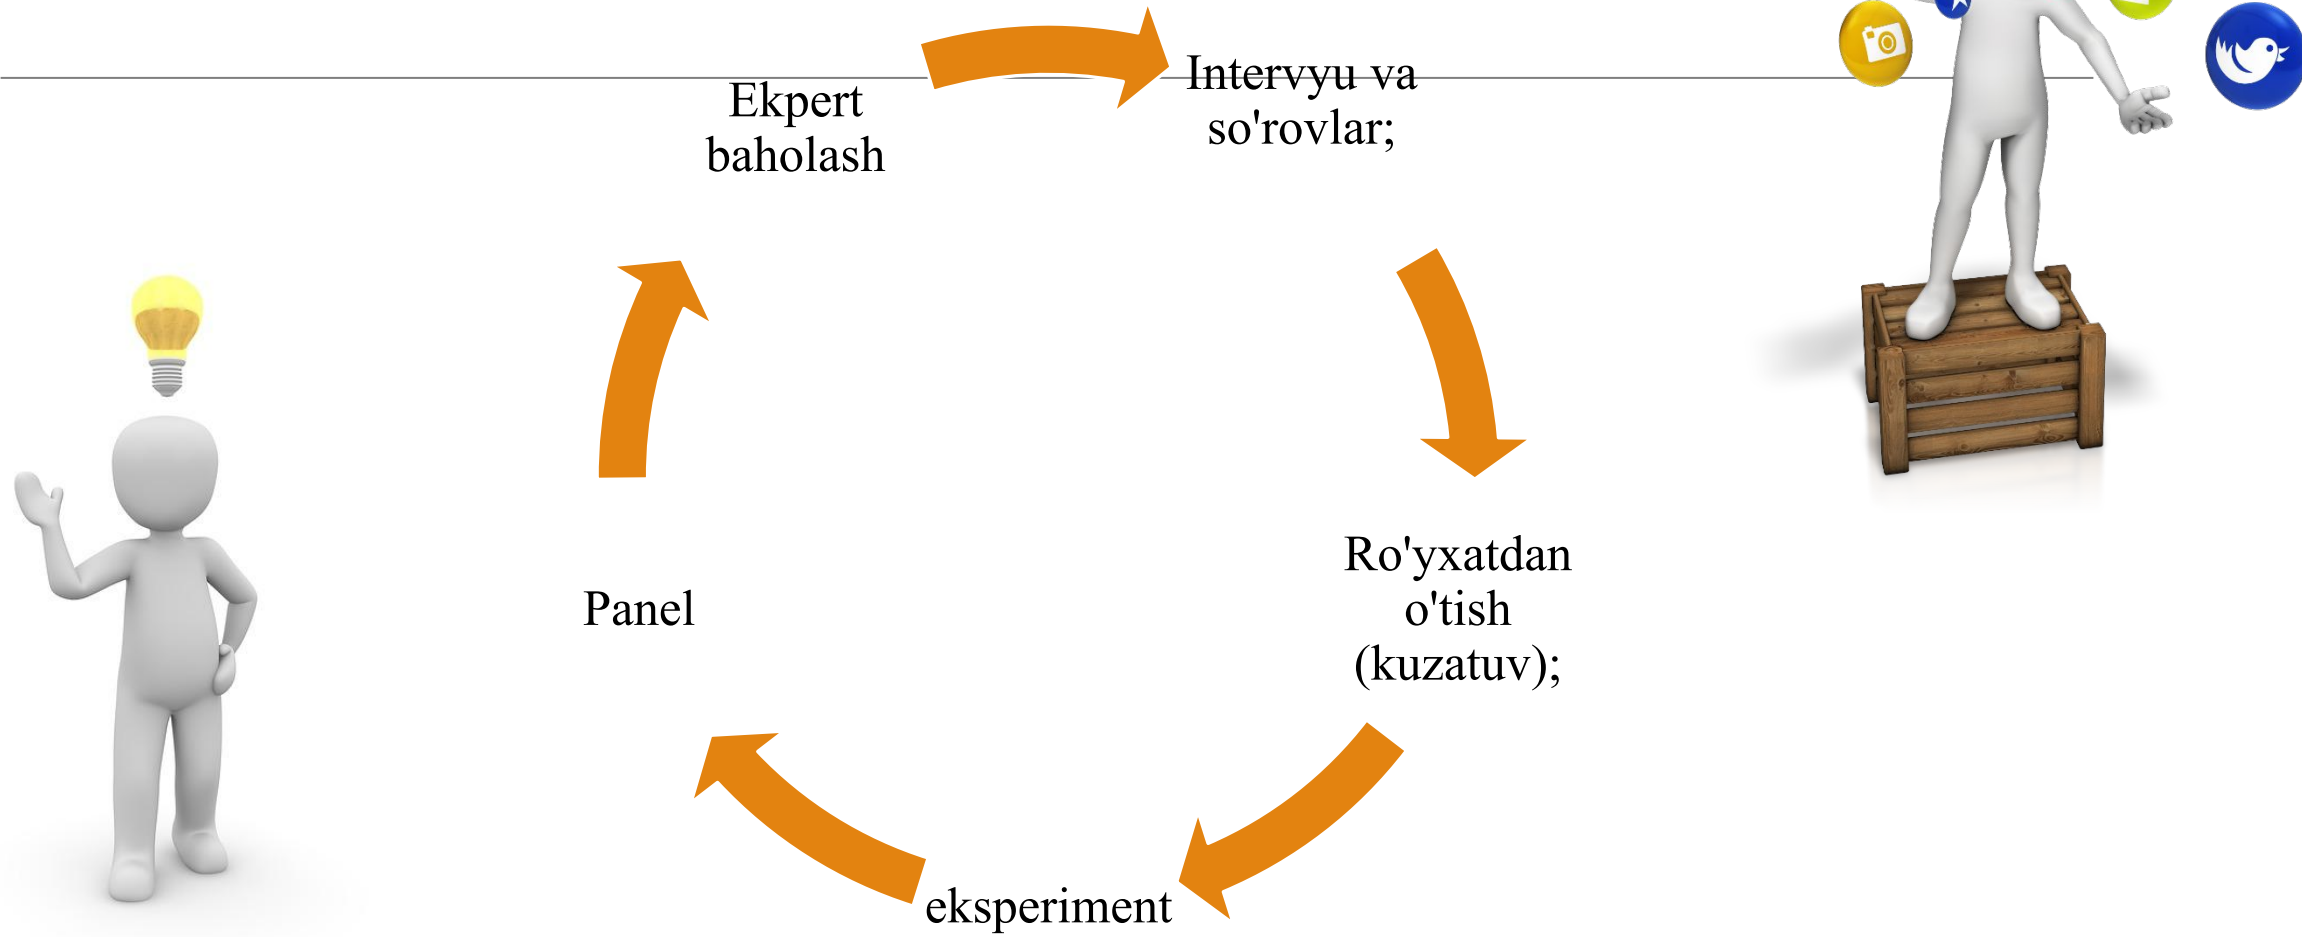 Ekpert
baholash
Intervyu va
so'rovlar;
Ro'yxatdan
o'tish
(kuzatuv);
eksperiment
Panel